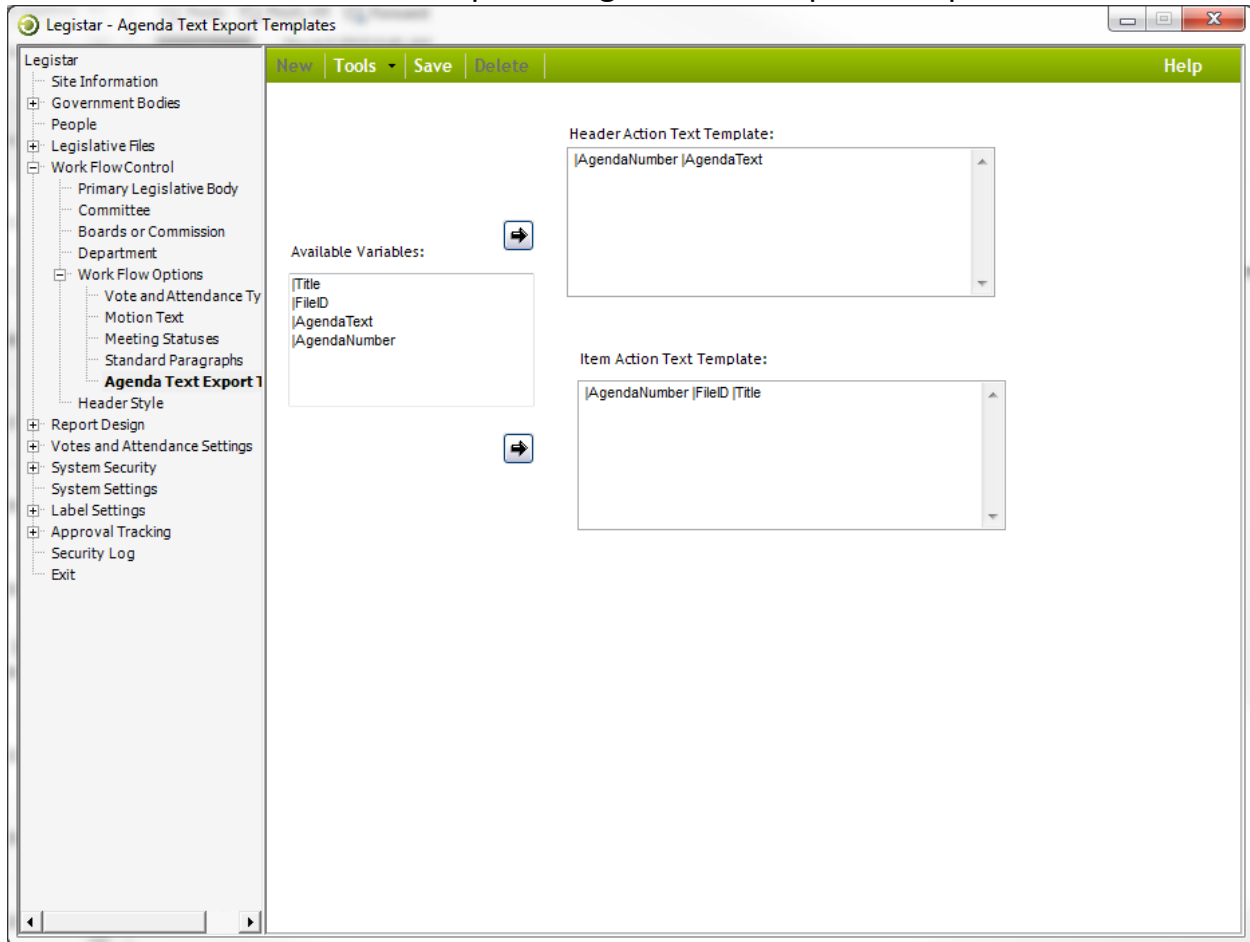 Legistar - Agenda Text Export Templates
Legistar
Site Information
Government Bodies
People
Legislative Files
Work Flow Control
Primary Legislative Body
Committee
Boards or Commission
Department
Work Flow Options
Vote and Attendance Ty
Motion Text
Meeting Statuses
Standard Paragraphs
Agenda Text Export T
Header Style
Report Design
Votes and Attendance Settings
System Security
System Settings
Label Settings
Approval Tracking
Security Log
Exit
New Tools Save Delete Help
Header Action Text Template:
|AgendaNumber |AgendaText
Available Variables:
|Title
|FileID
|AgendaText
|AgendaNumber
Item Action Text Template:
|AgendaNumber |FileID |Title